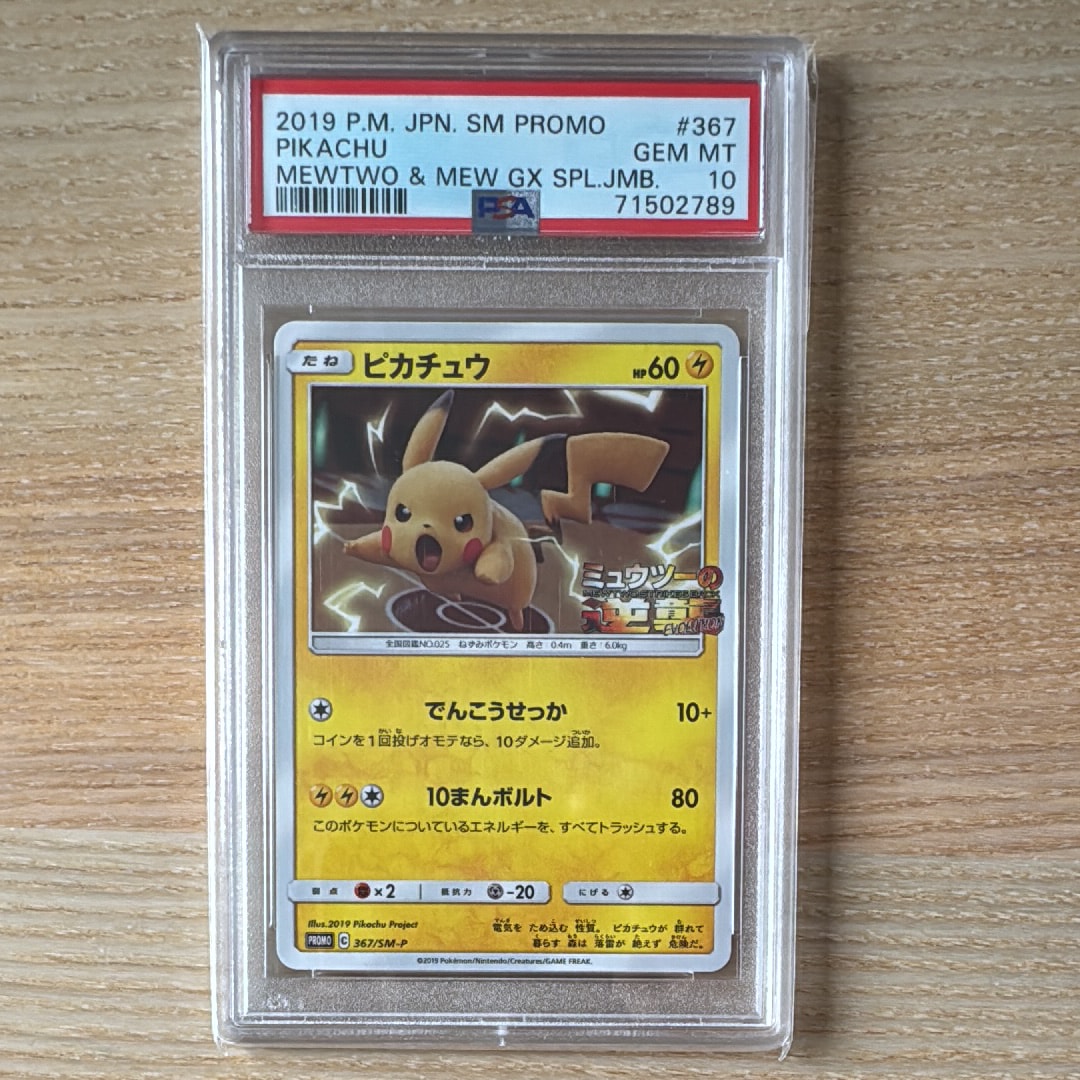 2019 P.M. JPN. SM PROMO #367
PIKACHU GEM MT
MEWTWO & MEW GX SPL.JMB. 10
PSA 71502789
たね ピカチュウ HP60
ミュウツーの
MEWTWO STRIKES BACK
逆襲
EVOLUTION
全国図鑑NO.025 ねずみポケモン 高さ:0.4m 重さ:6.0kg
でんこうせっか 10+
コインを1回投げオモテなら、10ダメージ追加。
10まんボルト 80
このポケモンについているエネルギーを、すべてトラッシュする。
弱点 ×2 抵抗力 -20 にげる
Illus.2019 Pikachu Project
電気を ため込む 性質。 ピカチュウが 群れて
PROMO C 367/SM-P
暮らす 森は 落雷が 絶えず 危険だ。
©2019 Pokémon/Nintendo/Creatures/GAME FREAK.